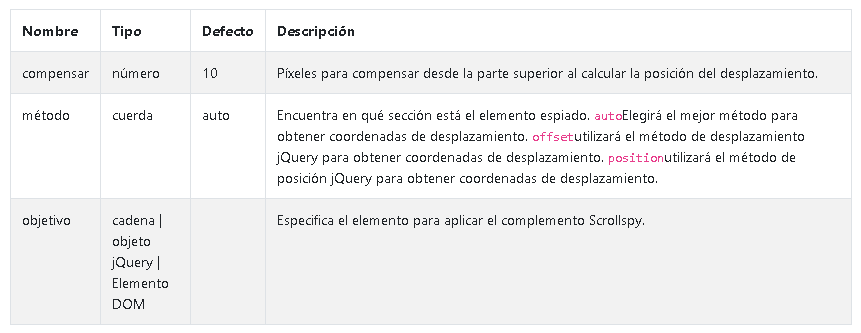 Nombre Tipo Defecto Descripción
compensar número 10 Píxeles para compensar desde la parte superior al calcular la posición del desplazamiento.
método cuerda auto Encuentra en qué sección está el elemento espiado. autoElegirá el mejor método para
obtener coordenadas de desplazamiento. offsetutilizará el método de desplazamiento
jQuery para obtener coordenadas de desplazamiento. positionutilizará el método de
posición jQuery para obtener coordenadas de desplazamiento.
objetivo cadena | Especifica el elemento para aplicar el complemento Scrollspy.
objeto
jQuery |
Elemento
DOM